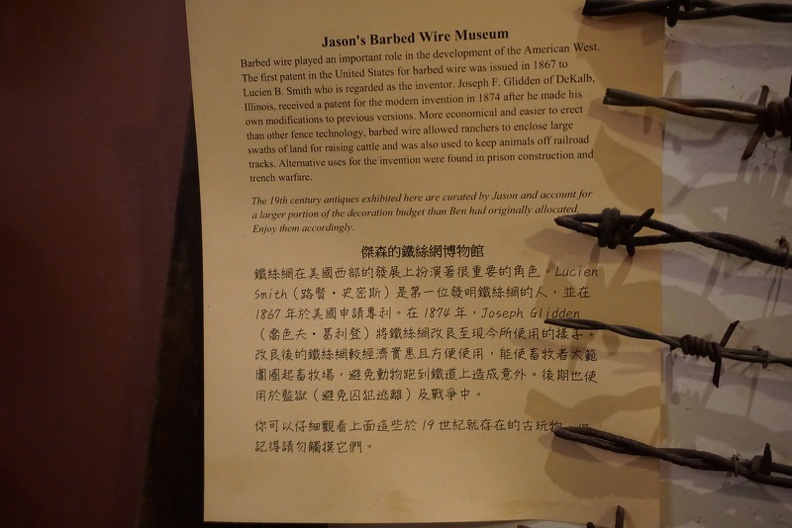 Jason's Barbed Wire Museum
Barbed wire played an important role in the development of the American West.
The first patent in the United States for barbed wire was issued in 1867 to
Lucien B. Smith who is regarded as the inventor. Joseph F. Glidden of DeKalb,
Illinois, received a patent for the modern invention in 1874 after he made his
own modifications to previous versions. More economical and easier to erect
than other fence technology, barbed wire allowed ranchers to enclose large
swaths of land for raising cattle and was also used to keep animals off railroad
tracks. Alternative uses for the invention were found in prison construction and
trench warfare.
The 19th century antiques exhibited here are curated by Jason and account for
a larger portion of the decoration budget than Ben had originally allocated.
Enjoy them accordingly.
傑森的鐵絲網博物館
鐵絲網在美國西部的發展上扮演著很重要的角色。Lucien
Smith（路賢·史密斯）是第一位發明鐵絲網的人，並在
1867 年於美國申請專利。在 1874 年，Joseph Glidden
（喬色夫·葛利登）將鐵絲網改良至現今所使用的樣子。
改良後的鐵絲網較經濟實惠且方便使用，能使畜牧者大範
圍圈起畜牧場，避免動物跑到鐵道上造成意外。後期也使
用於監獄（避免囚犯逃離）及戰爭中。
你可以仔細觀看上面這些於 19 世紀就存在的古玩物
記得請勿觸摸它們。